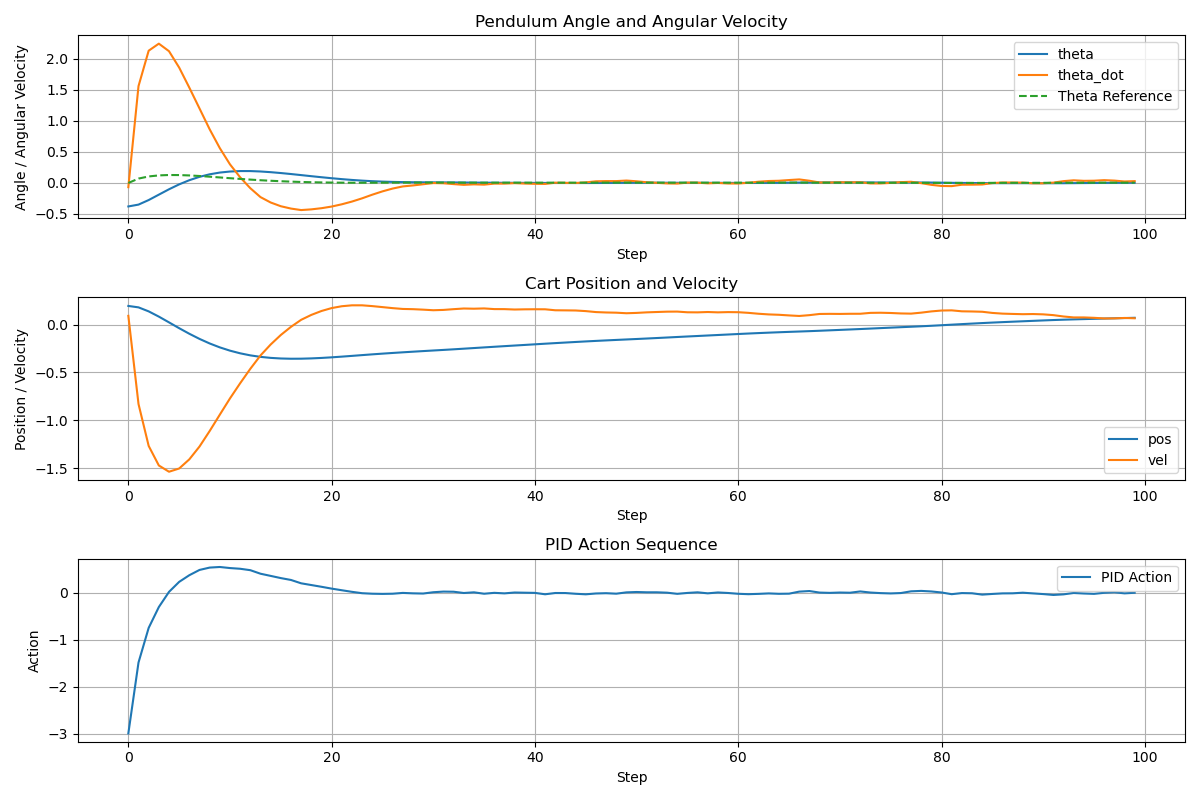 Pendulum Angle and Angular Velocity
Angle / Angular Velocity
2.0
1.5
1.0
0.5
0.0
−0.5
theta
theta_dot
Theta Reference
0 20 40 60 80 100
Step
Cart Position and Velocity
Position / Velocity
0.0
−0.5
−1.0
−1.5
pos
vel
0 20 40 60 80 100
Step
PID Action Sequence
Action
0
−1
−2
−3
PID Action
0 20 40 60 80 100
Step